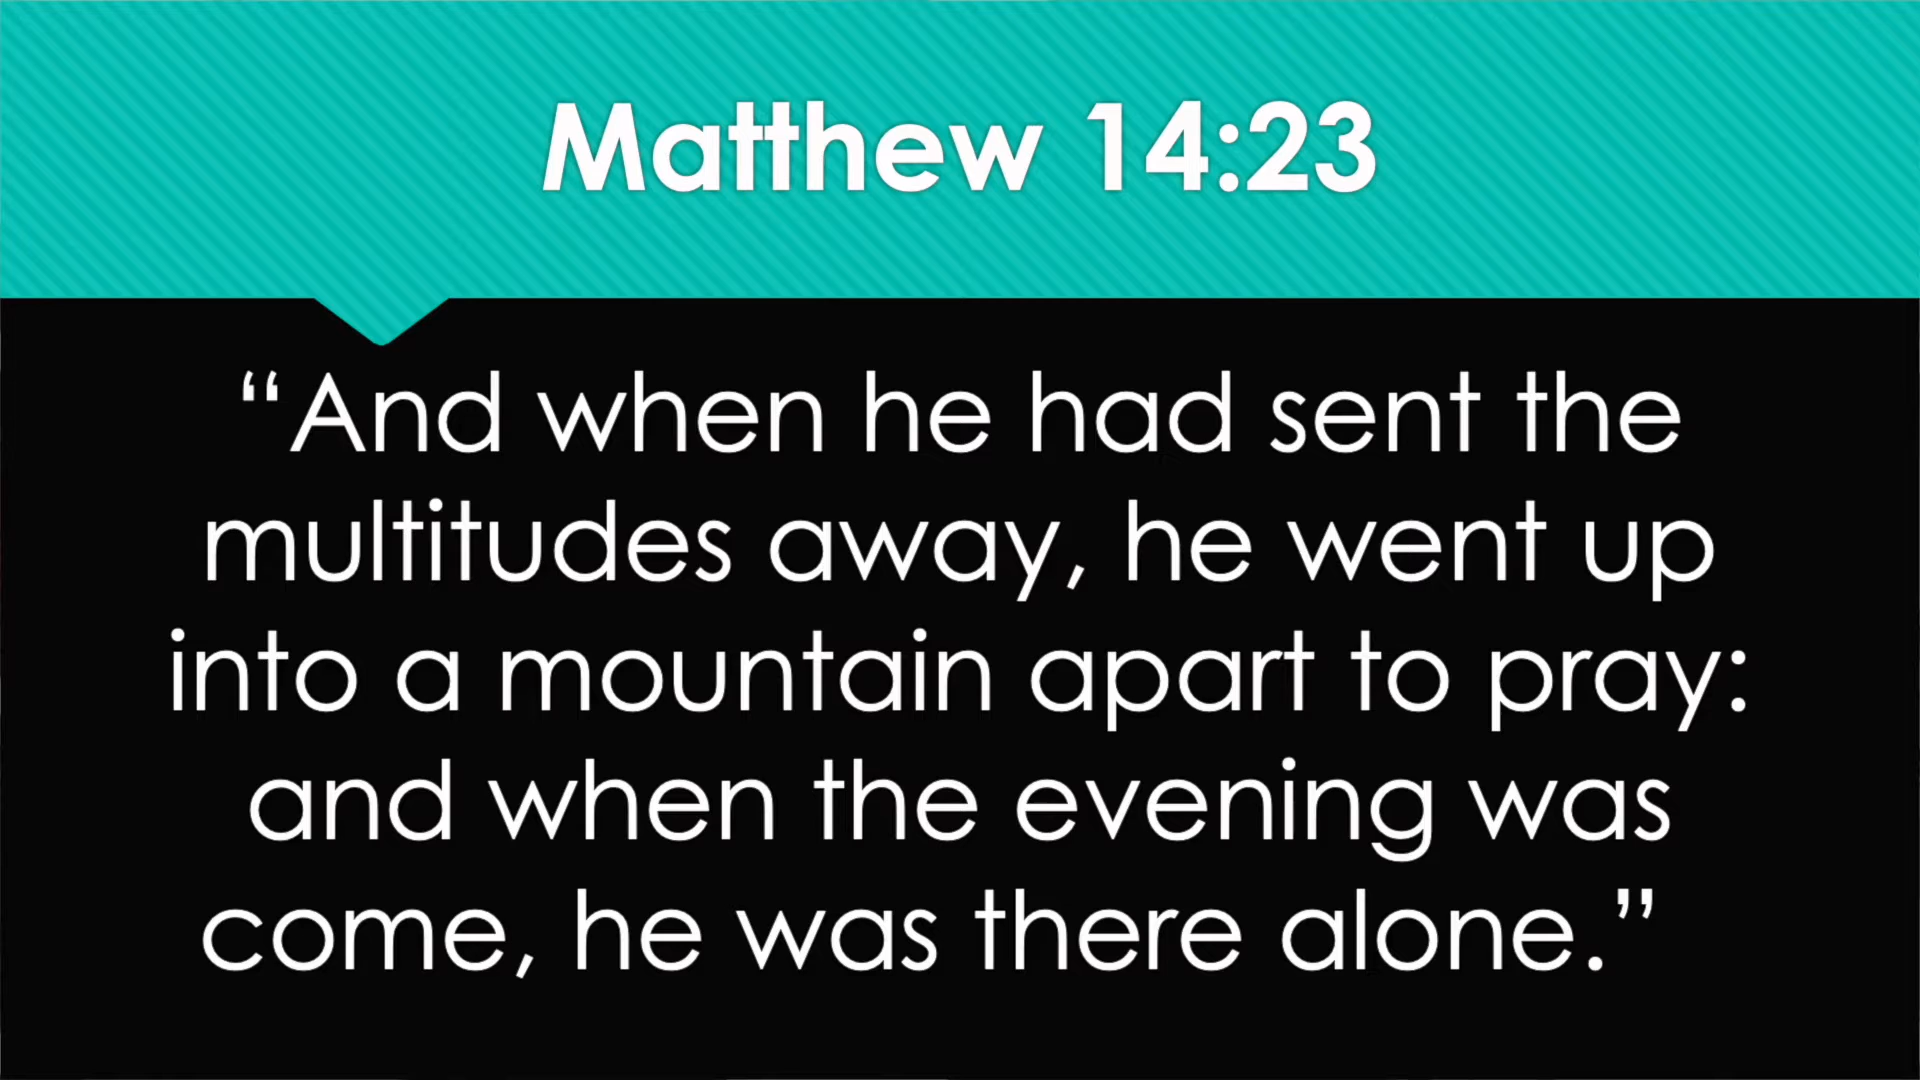 Matthew 14:23
“And when he had sent the
multitudes away, he went up
into a mountain apart to pray:
and when the evening was
come, he was there alone.”